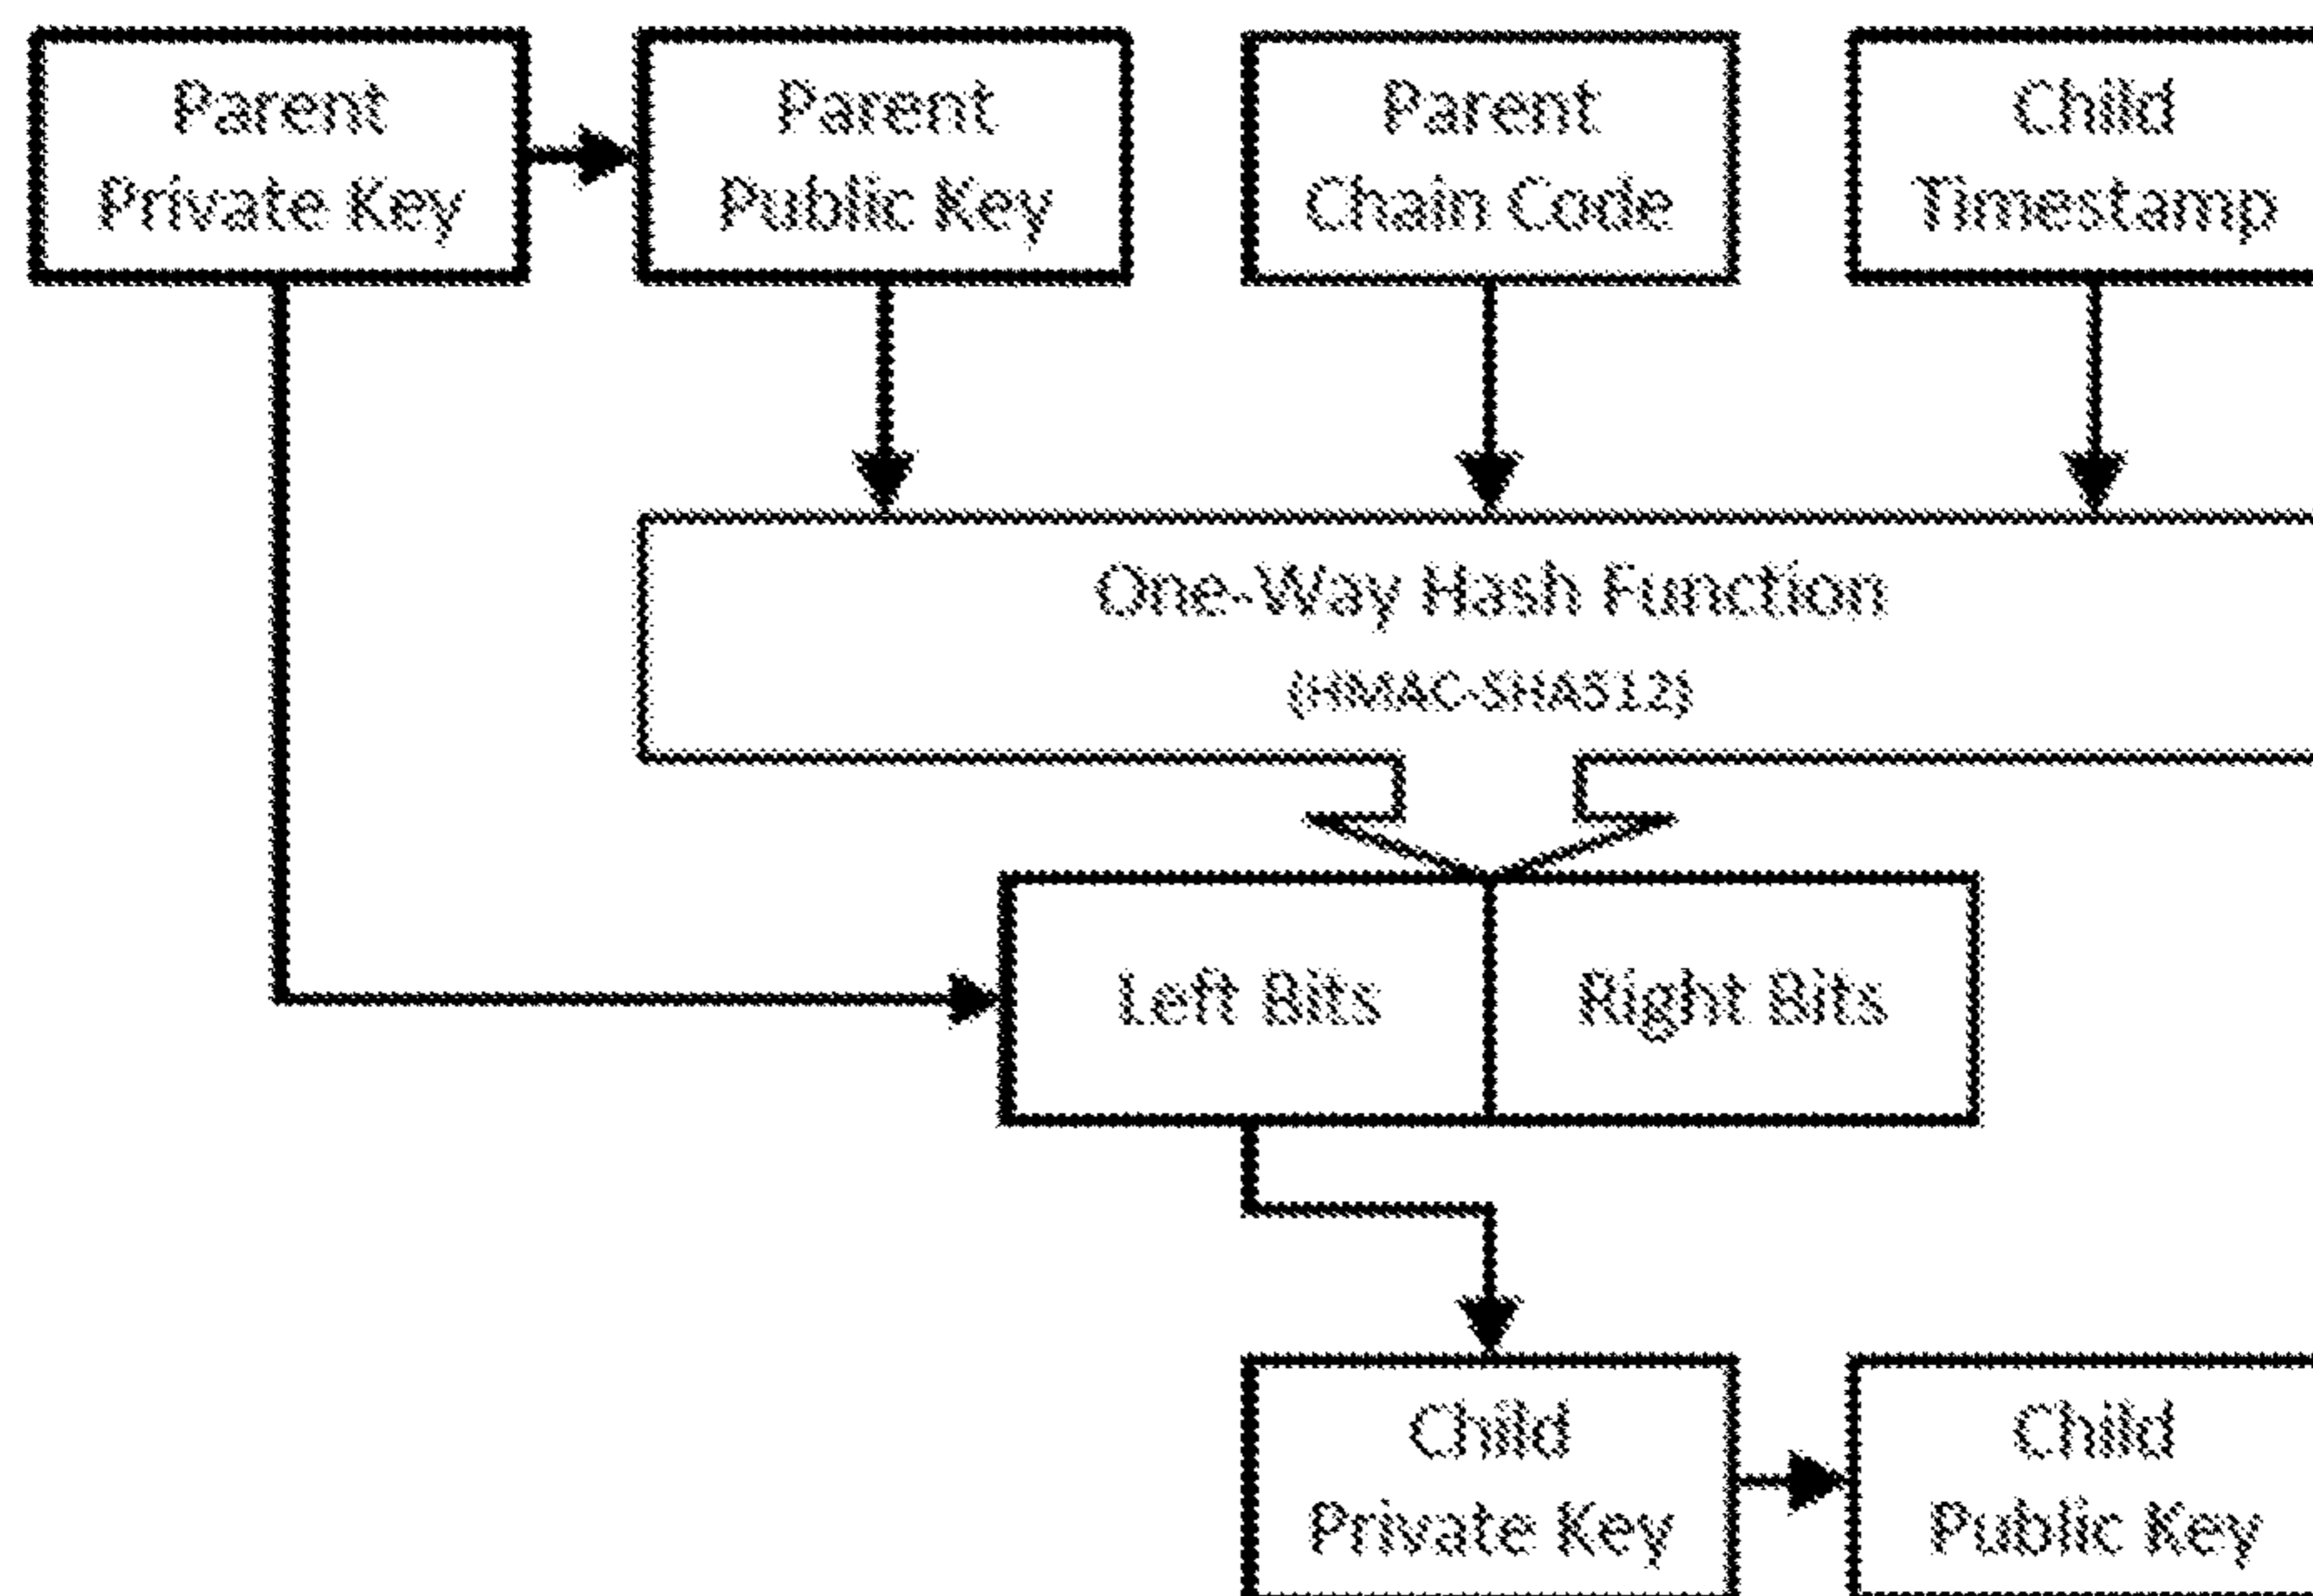 Parent
Private Key
Parent
Public Key
Parent
Chain Code
Child
Timestamp
One-Way Hash Function
(HMAC-SHA512)
Left Bits
Right Bits
Child
Private Key
Child
Public Key